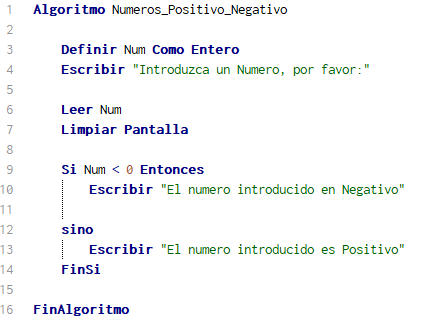 1 Algoritmo Numeros_Positivo_Negativo
2
3 Definir Num Como Entero
4 Escribir "Introduzca un Numero, por favor:"
5
6 Leer Num
7 Limpiar Pantalla
8
9 Si Num < 0 Entonces
10 Escribir "El numero introducido en Negativo"
11
12 sino
13 Escribir "El numero introducido es Positivo"
14 FinSi
15
16 FinAlgoritmo